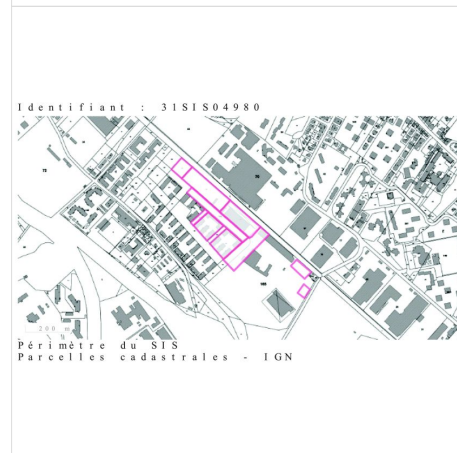 Identifiant : 31SIS04980
200 m
Périmètre du SIS
Parcelles cadastrales - IGN